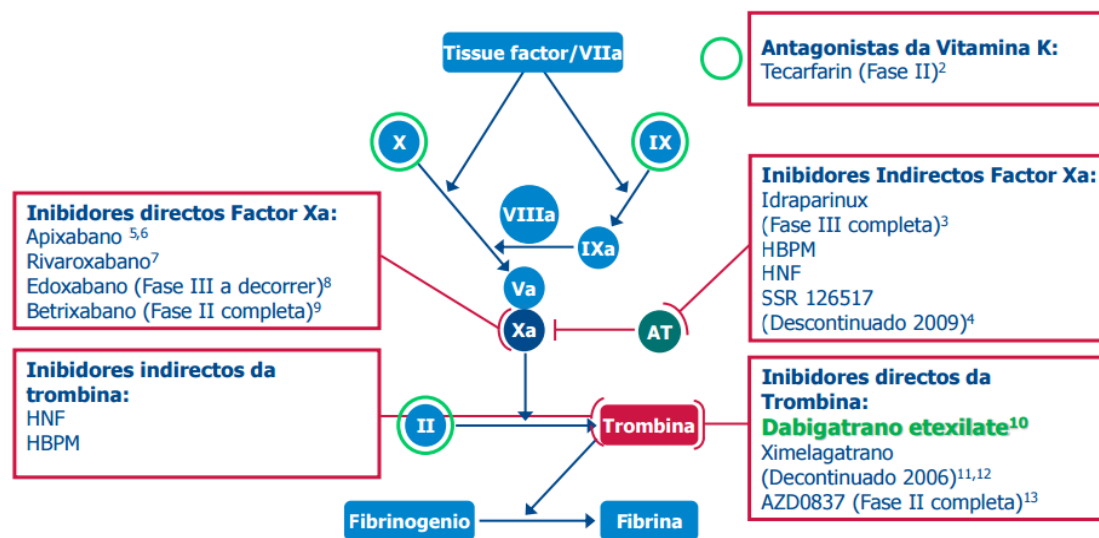 Tissue factor/VIIa
Antagonistas da Vitamina K:
Tecarfarin (Fase II)2
X
IX
Inibidores directos Factor Xa:
Apixabano 5,6
Rivaroxabano7
Edoxabano (Fase III a decorrer)8
Betrixabano (Fase II completa)9
VIIIa
IXa
Va
Xa
AT
Inibidores Indirectos Factor Xa:
Idraparinux
(Fase III completa)3
HBPM
HNF
SSR 126517
(Descontinuado 2009)4
Inibidores indirectos da
trombina:
HNF
HBPM
II
Trombina
Inibidores directos da
Trombina:
Dabigatrano etexilate10
Ximelagatrano
(Decontinuado 2006)11,12
AZD0837 (Fase II completa)13
Fibrinogenio
Fibrina